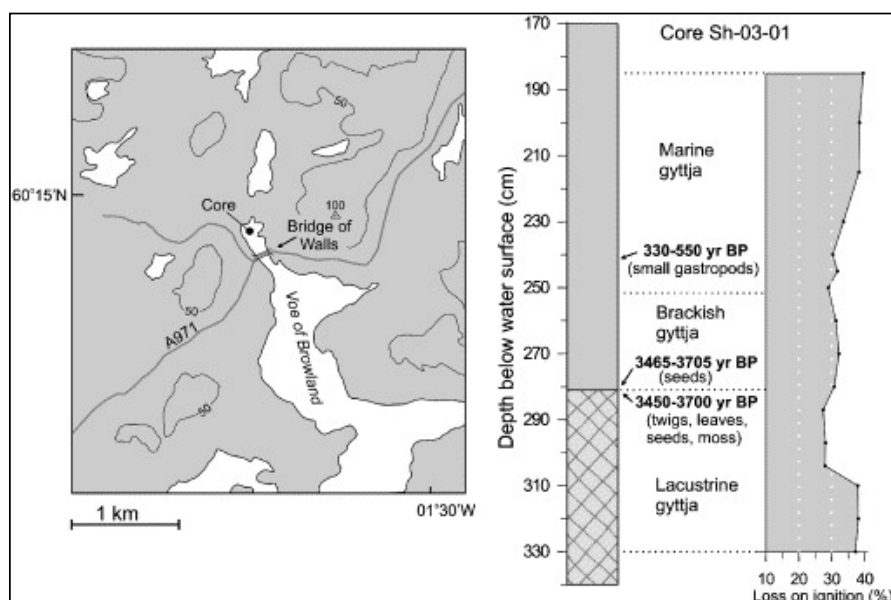 50
60°15'N
100
Core
Bridge of
Walls
50
A971
Voe of Browland
50
1 km
01°30'W
Core Sh-03-01
Depth below water surface (cm)
170
190
210
230
250
270
290
310
330
Marine
gyttja
330-550 yr BP
(small gastropods)
Brackish
gyttja
3465-3705 yr BP
(seeds)
3450-3700 yr BP
(twigs, leaves,
seeds, moss)
Lacustrine
gyttja
10 20 30 40
Loss on ignition (%)